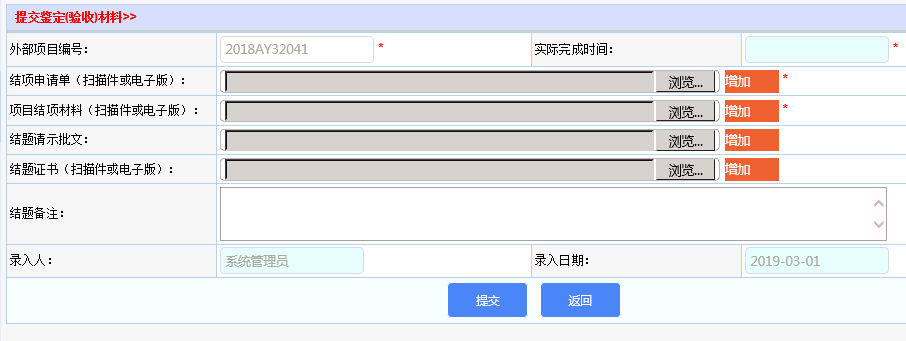 提交鉴定(验收)材料>>
外部项目编号： 2018AY32041 * 实际完成时间： *
结项申请单（扫描件或电子版）： 浏览... 增加 *
项目结项材料（扫描件或电子版）： 浏览... 增加 *
结题请示批文： 浏览... 增加
结题证书（扫描件或电子版）： 浏览... 增加
结题备注：
录入人： 系统管理员 录入日期： 2019-03-01
提交 返回